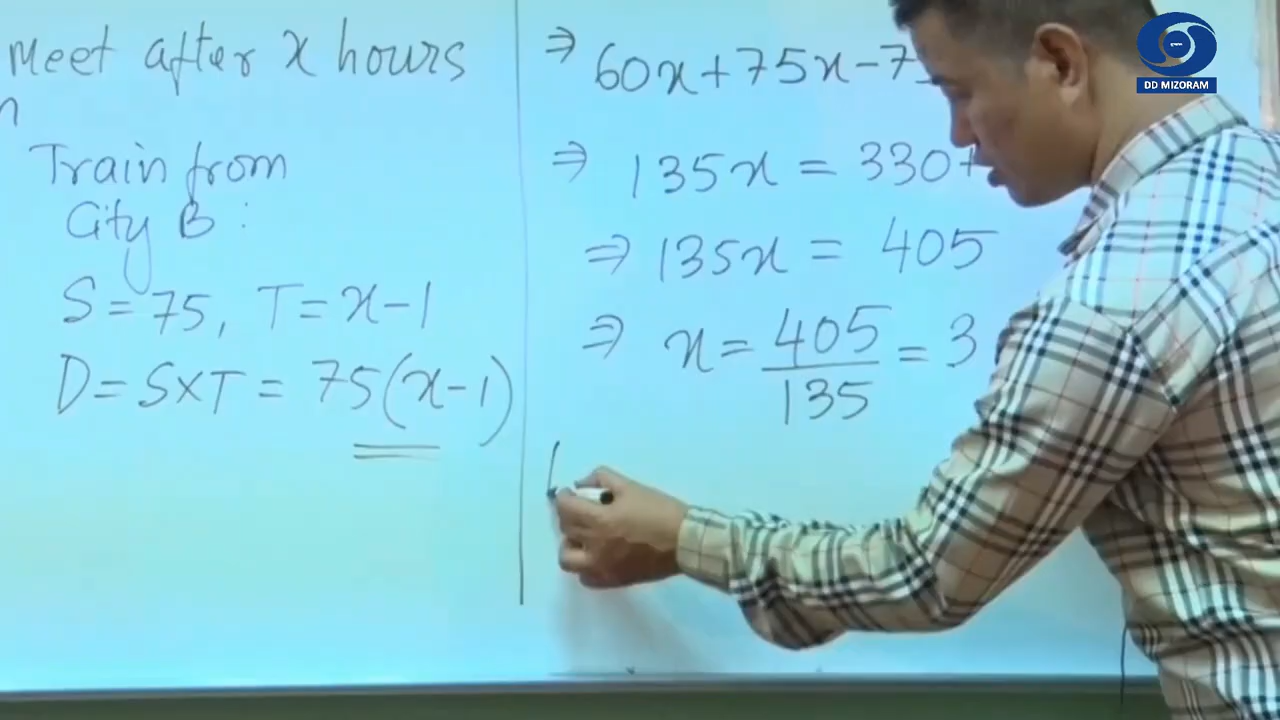 meet after x hours
n
Train from
City B :
S = 75, T = x - 1
D = S × T = 75(x - 1)
⇒ 60x + 75x - 7
⇒ 135x = 330+
⇒ 135x = 405
⇒ x = 405/135 = 3
DD MIZORAM